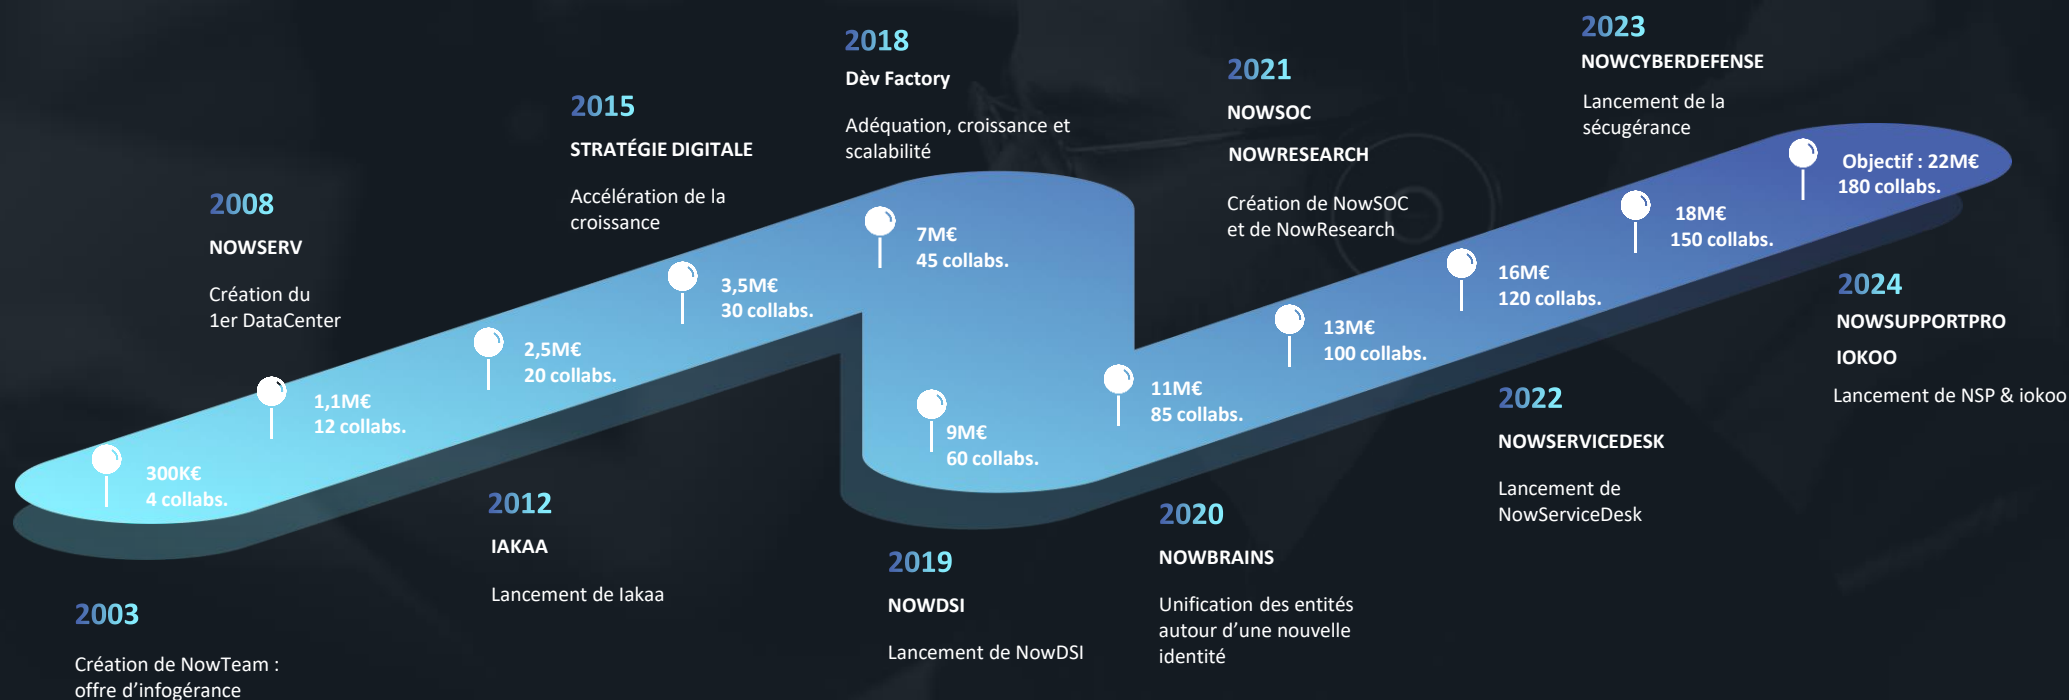 2003
Création de NowTeam :
offre d’infogérance
300K€
4 collabs.
2008
NOWSERV
Création du
1er DataCenter
1,1M€
12 collabs.
2012
IAKAA
Lancement de Iakaa
2,5M€
20 collabs.
2015
STRATÉGIE DIGITALE
Accélération de la
croissance
3,5M€
30 collabs.
2018
Dèv Factory
Adéquation, croissance et
scalabilité
7M€
45 collabs.
2019
NOWDSI
Lancement de NowDSI
9M€
60 collabs.
2020
NOWBRAINS
Unification des entités
autour d’une nouvelle
identité
11M€
85 collabs.
2021
NOWSOC
NOWRESEARCH
Création de NowSOC
et de NowResearch
13M€
100 collabs.
2022
NOWSERVICEDESK
Lancement de
NowServiceDesk
16M€
120 collabs.
2023
NOWCYBERDEFENSE
Lancement de la
sécugérance
18M€
150 collabs.
2024
NOWSUPPORTPRO
IOKOO
Lancement de NSP & iokoo
Objectif : 22M€
180 collabs.